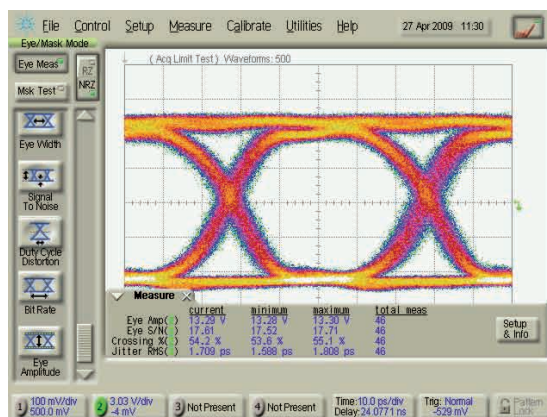 File Control Setup Measure Calibrate Utilities Help 27 Apr 2009 11:30
Eye/Mask Mode
Eye Meas
RZ
NRZ
Msk Test
( Acq Limit Test ) Waveforms: 500
Eye Width
Signal
To Noise
Duty Cycle
Distortion
Bit Rate
Eye
Amplitude
Measure
current minimum maximum total meas
Eye Amp( ) 13.29 V 13.28 V 13.30 V 46
Eye S/N( ) 17.61 17.52 17.71 46
Crossing %( ) 54.2 % 53.6 % 55.1 % 46
Jitter RMS( ) 1.709 ps 1.588 ps 1.808 ps 46
Setup
& Info
1 100 mV/div
500.0 mV
2 3.03 V/div
-4 mV
3 Not Present
4 Not Present
Time:10.0 ps/div
Delay:24.0771 ns
Trig: Normal
-529 mV
Pattern
Lock